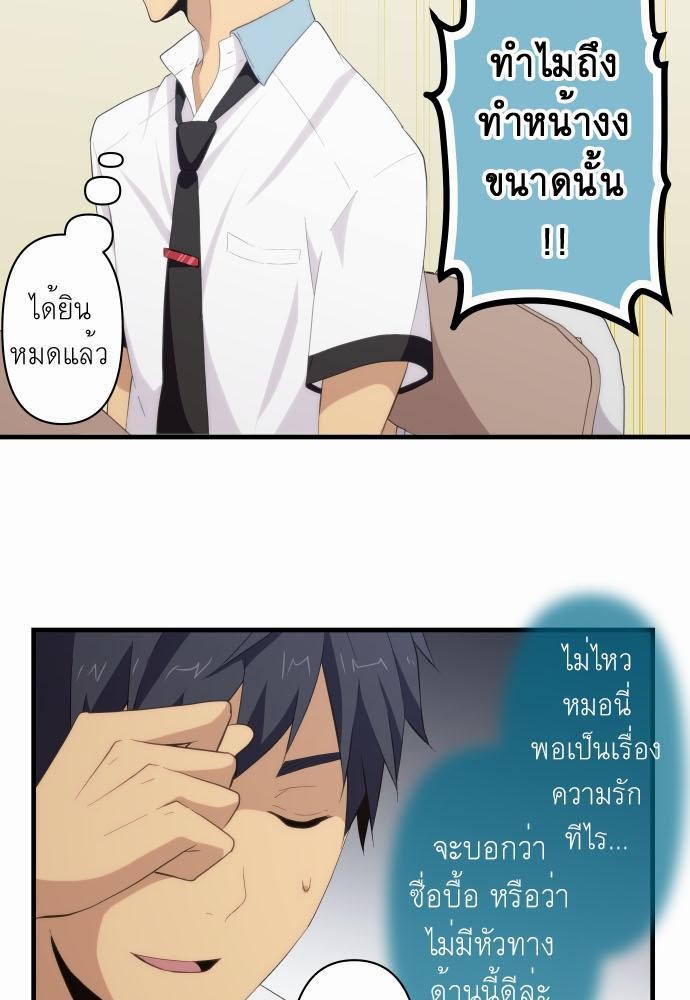 ทำไมถึง
ทำหน้างง
ขนาดนั้น
!!
ได้ยิน
หมดแล้ว
ไม่ไหว
หมอนี่
พอเป็นเรื่อง
ความรัก
ทีไร...
จะบอกว่า
ซื่อบื้อ หรือว่า
ไม่มีหัวทาง
ด้านนี้ดีล่ะ